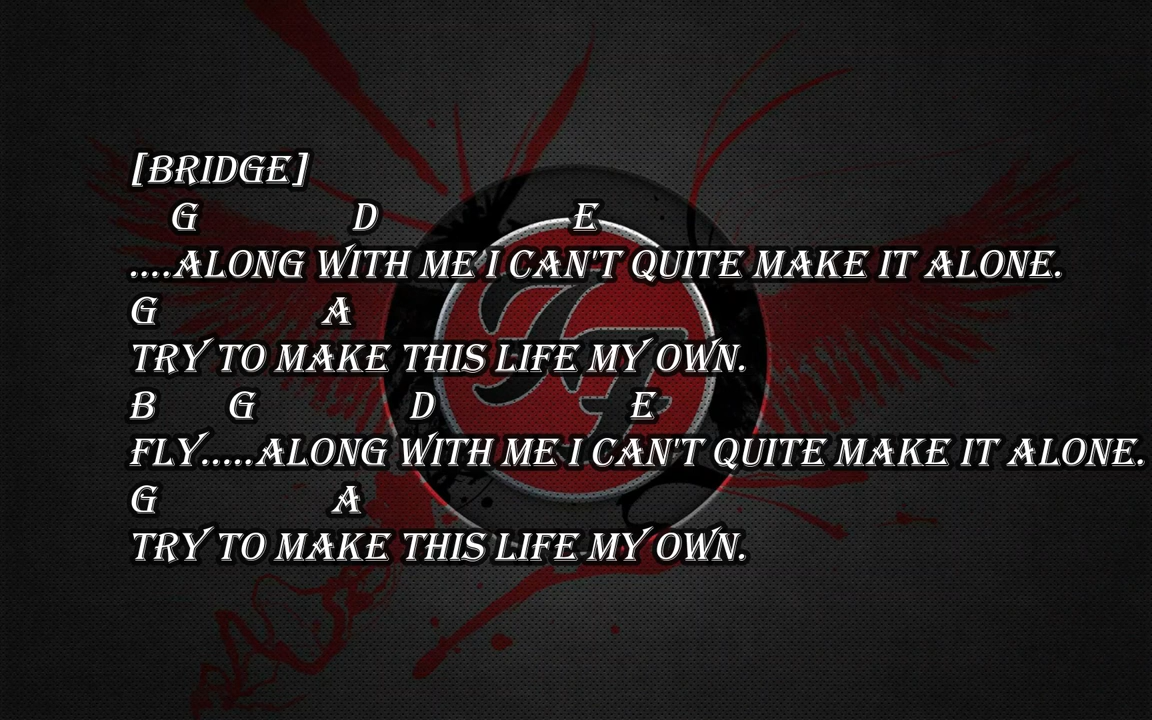 [BRIDGE]
G D E
....ALONG WITH ME I CAN'T QUITE MAKE IT ALONE.
G A
TRY TO MAKE THIS LIFE MY OWN.
B G D E
FLY.....ALONG WITH ME I CAN'T QUITE MAKE IT ALONE.
G A
TRY TO MAKE THIS LIFE MY OWN.
FF